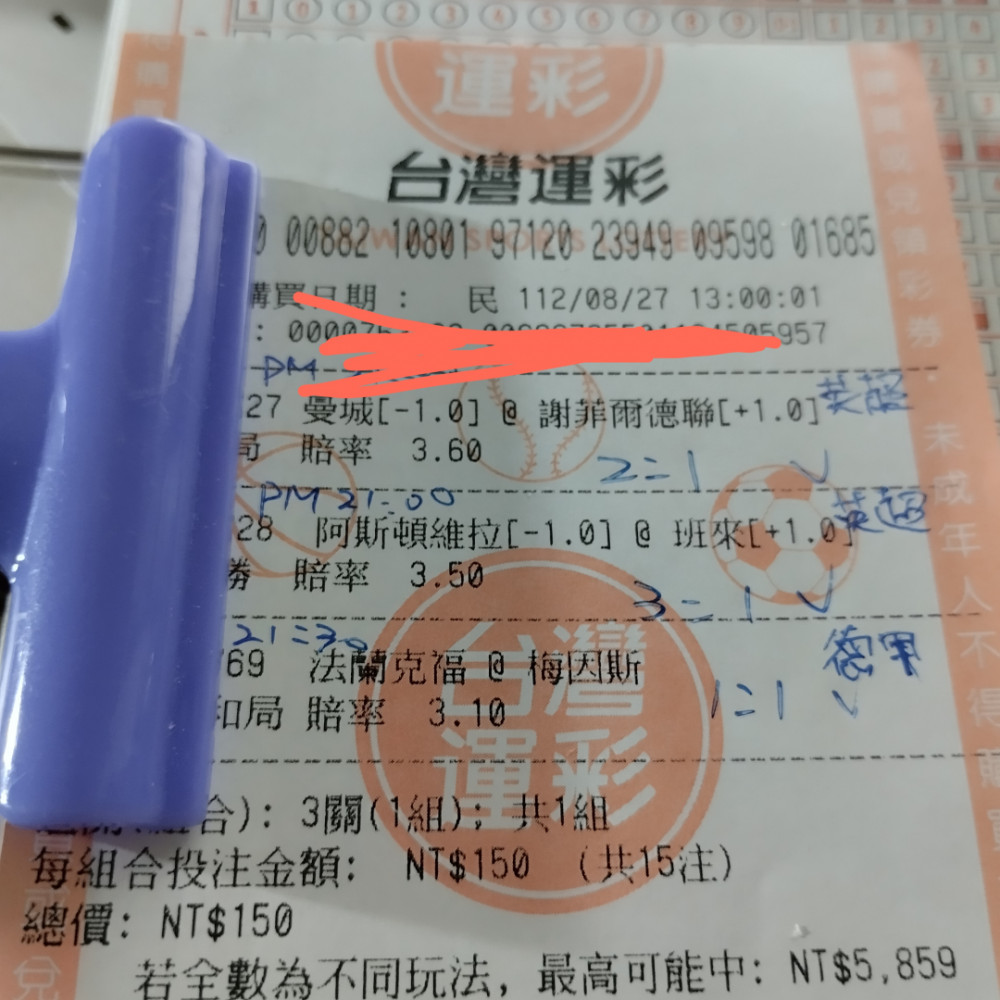 運彩
台灣運彩
0 00882 10801 97120 23949 09598 01685
購買日期： 民 112/08/27 13:00:01
PM
27 曼城[-1.0] @ 謝菲爾德聯[+1.0] 英超
局 賠率 3.60 2=1 ✓
PM 21:00
28 阿斯頓維拉[-1.0] @ 班來[+1.0] 英超
勝 賠率 3.50 3=1 ✓
21=30
69 法蘭克福 @ 梅因斯 德甲
和局 賠率 3.10 1=1 ✓
台灣運彩
合): 3關(1組); 共1組
每組合投注金額: NT$150 (共15注)
總價: NT$150
若全數為不同玩法, 最高可能中: NT$5,859
未成年人不得購